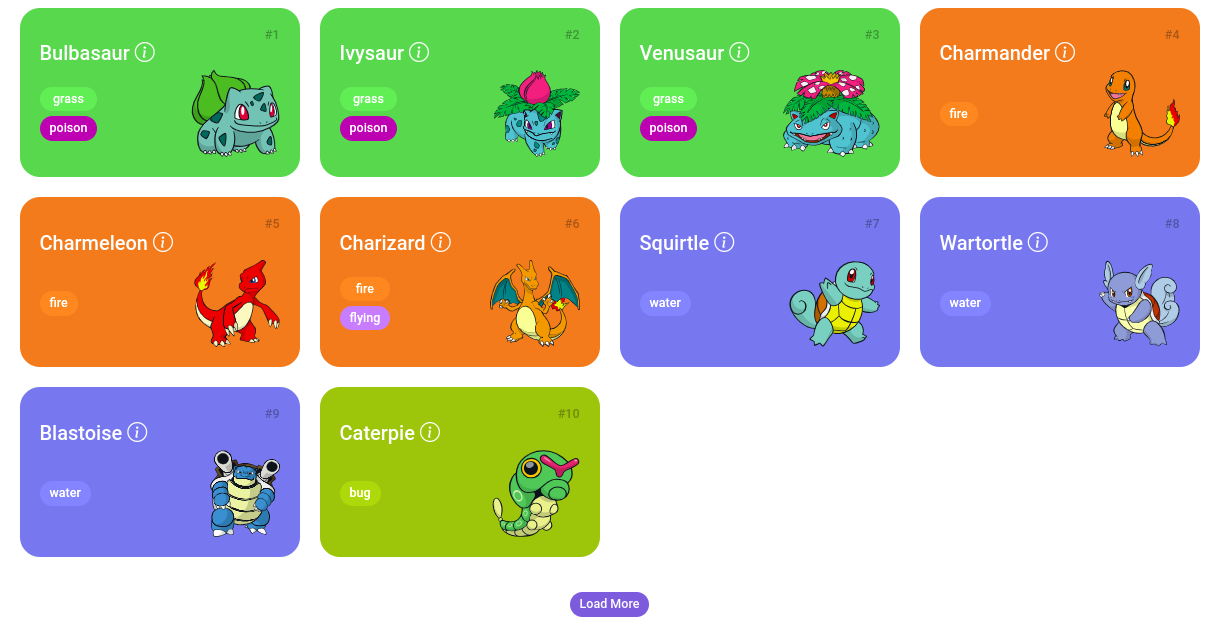 #1
Bulbasaur
grass
poison
#2
Ivysaur
grass
poison
#3
Venusaur
grass
poison
#4
Charmander
fire
#5
Charmeleon
fire
#6
Charizard
fire
flying
#7
Squirtle
water
#8
Wartortle
water
#9
Blastoise
water
#10
Caterpie
bug
Load More